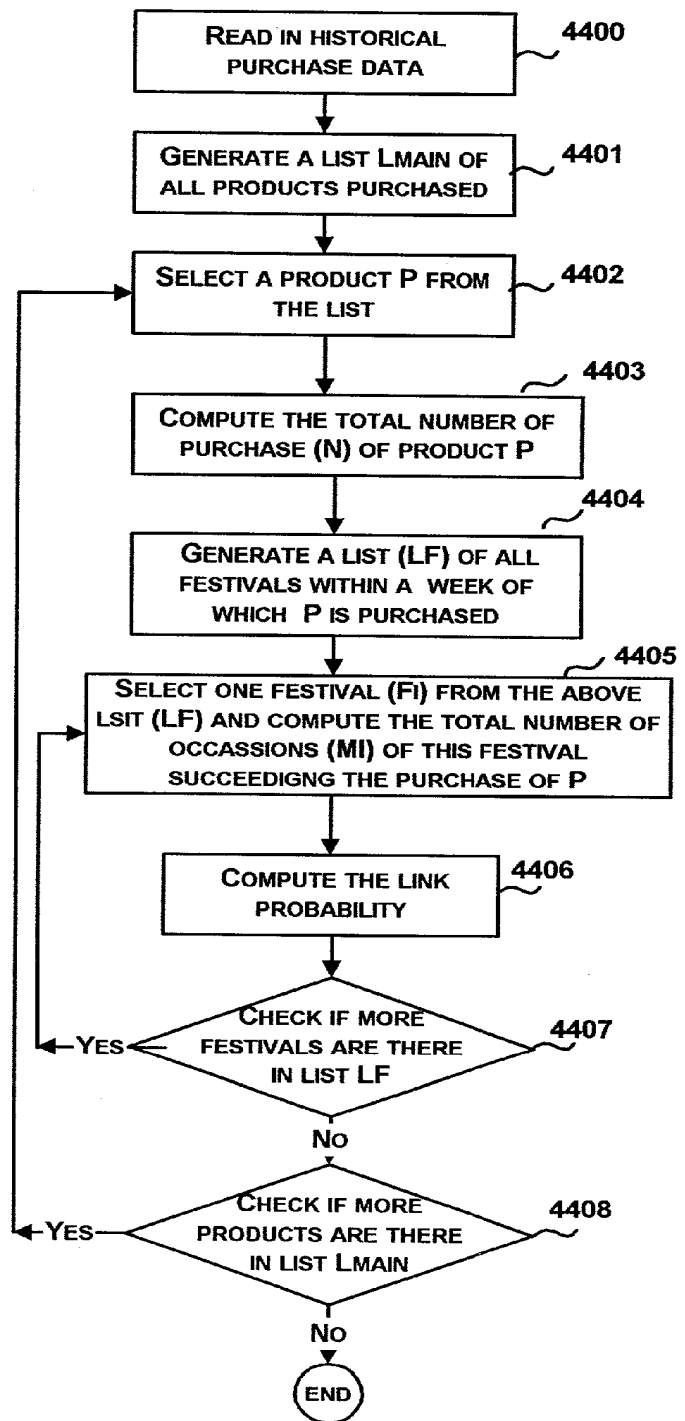 READ IN HISTORICAL
PURCHASE DATA
4400
GENERATE A LIST LMAIN OF
ALL PRODUCTS PURCHASED
4401
SELECT A PRODUCT P FROM
THE LIST
4402
4403
COMPUTE THE TOTAL NUMBER OF
PURCHASE (N) OF PRODUCT P
4404
GENERATE A LIST (LF) OF ALL
FESTIVALS WITHIN A WEEK OF
WHICH P IS PURCHASED
4405
SELECT ONE FESTIVAL (FI) FROM THE ABOVE
LSIT (LF) AND COMPUTE THE TOTAL NUMBER OF
OCCASSIONS (MI) OF THIS FESTIVAL
SUCCEEDIGNG THE PURCHASE OF P
COMPUTE THE LINK
PROBABILITY
4406
CHECK IF MORE
FESTIVALS ARE THERE
IN LIST LF
4407
YES
NO
CHECK IF MORE
PRODUCTS ARE THERE
IN LIST LMAIN
4408
YES
NO
END